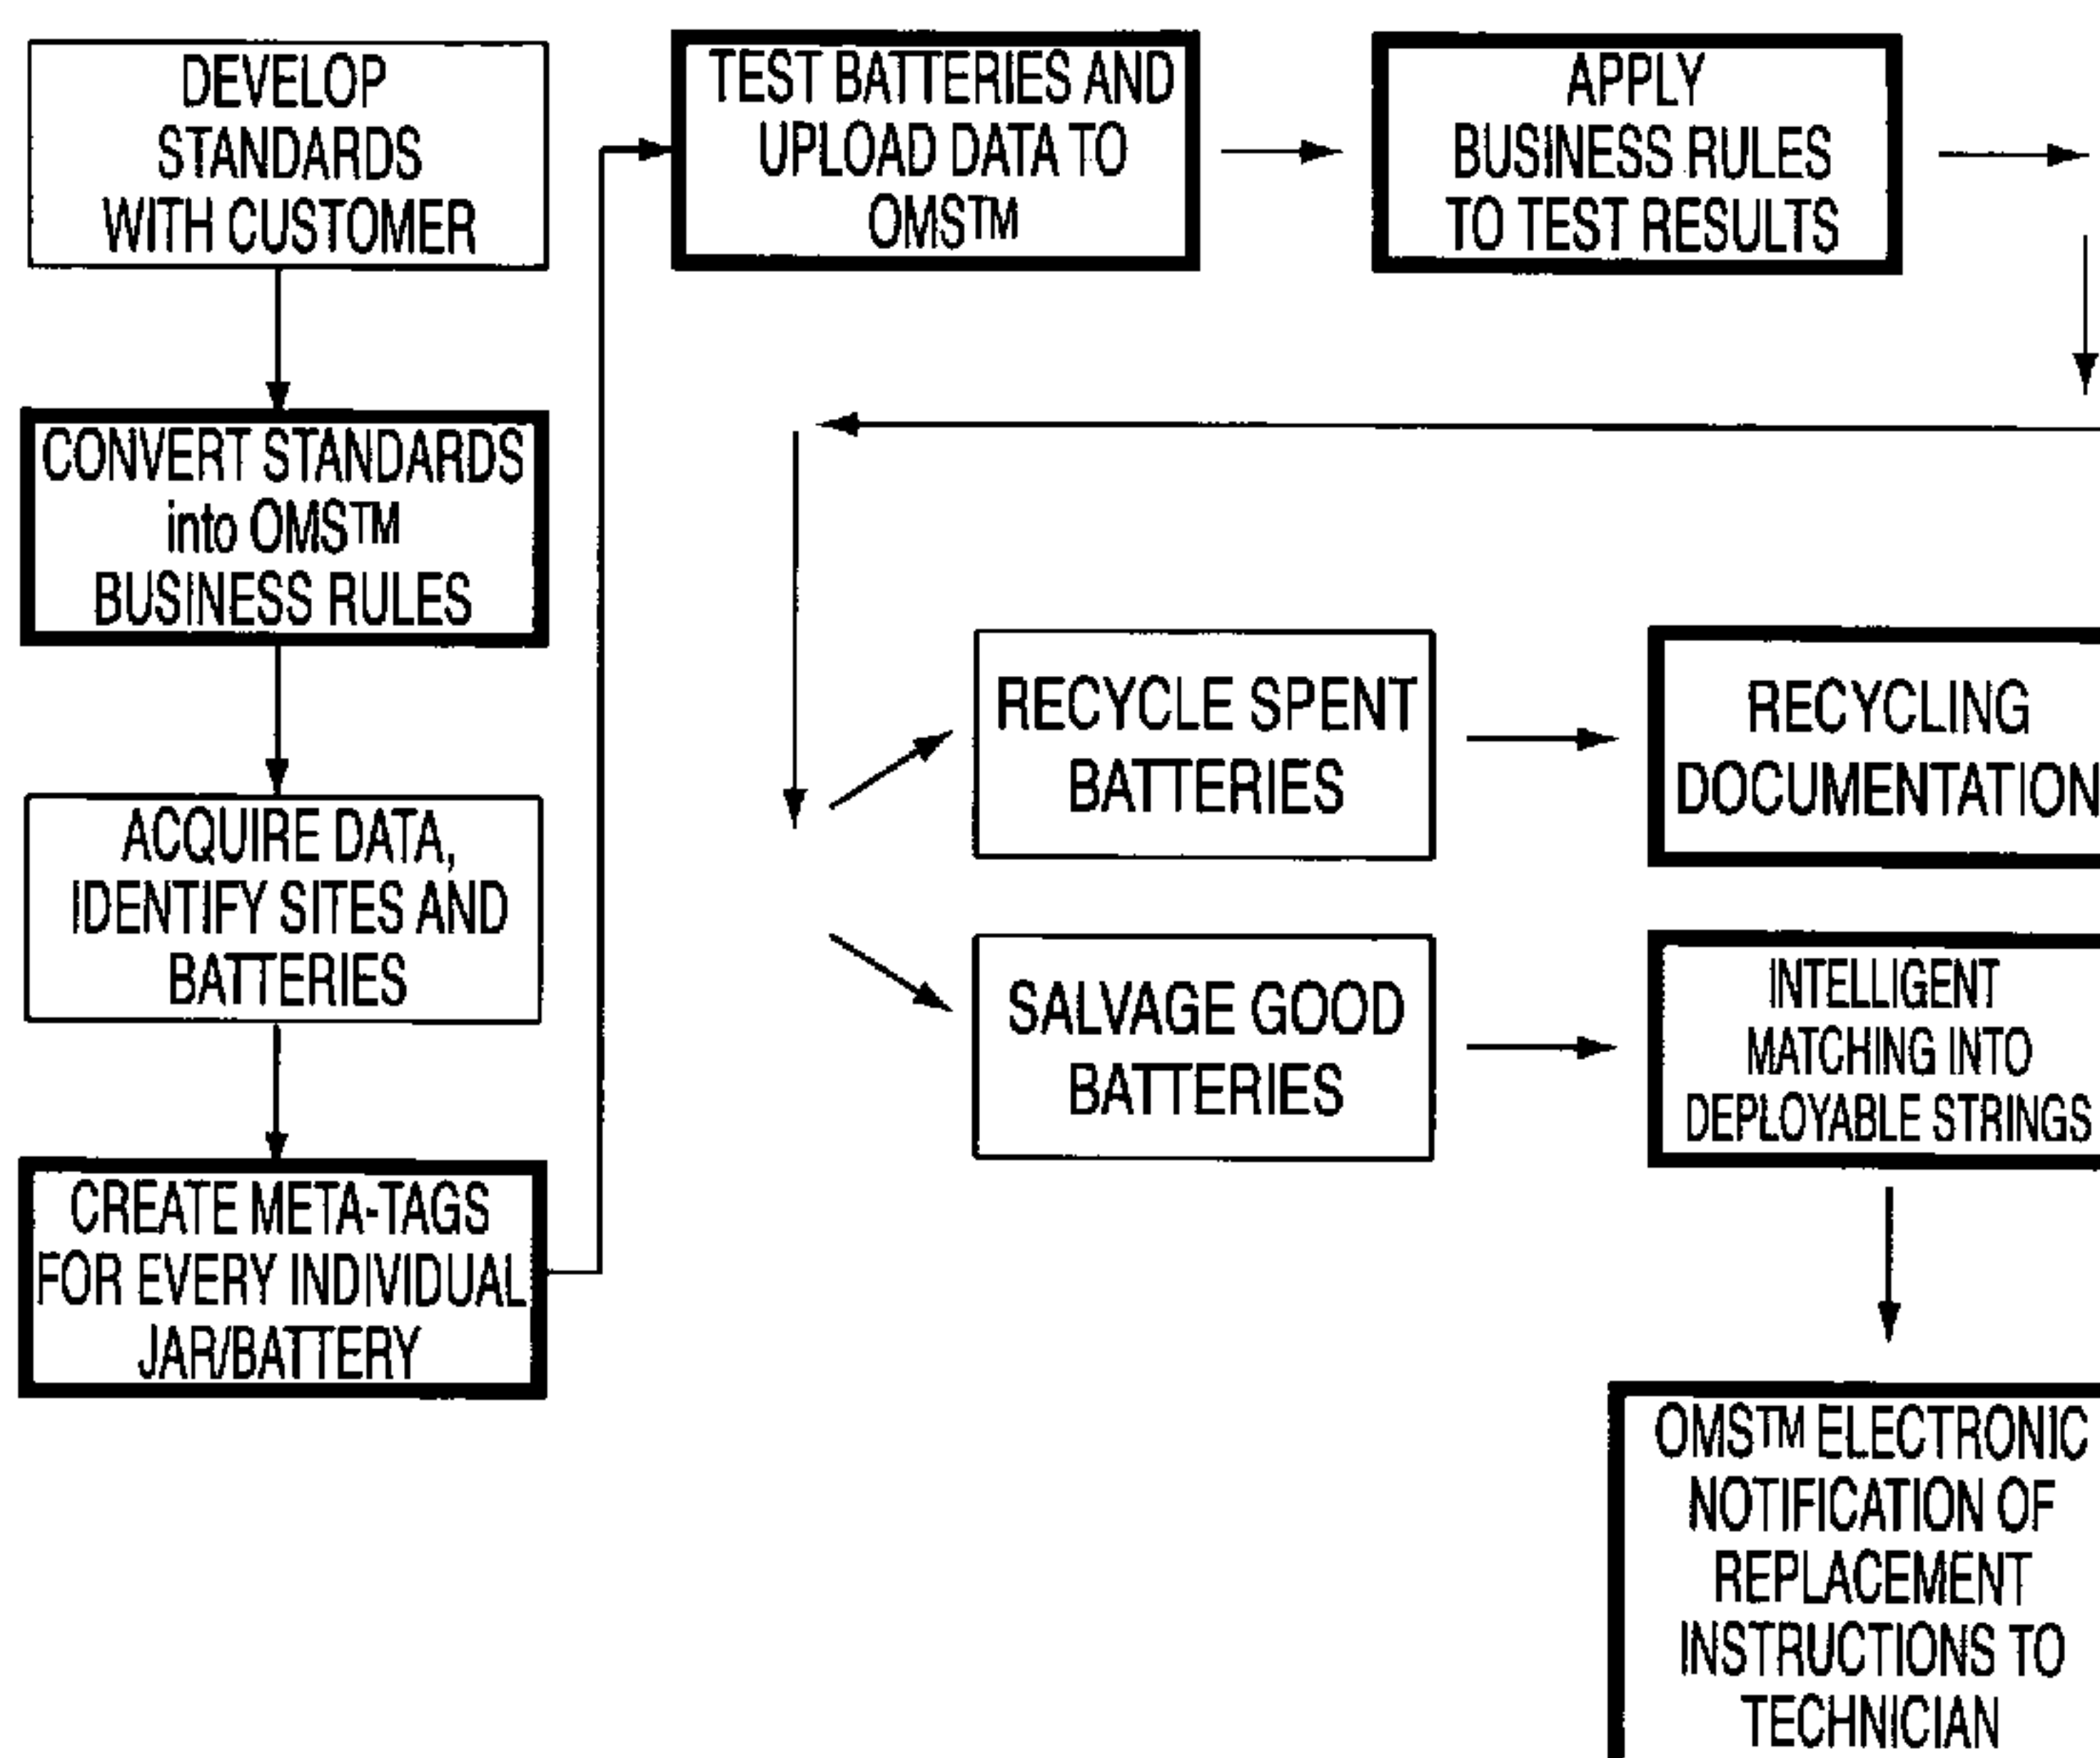 DEVELOP
STANDARDS
WITH CUSTOMER
CONVERT STANDARDS
into OMS™
BUSINESS RULES
ACQUIRE DATA,
IDENTIFY SITES AND
BATTERIES
CREATE META-TAGS
FOR EVERY INDIVIDUAL
JAR/BATTERY
TEST BATTERIES AND
UPLOAD DATA TO
OMS™
APPLY
BUSINESS RULES
TO TEST RESULTS
RECYCLE SPENT
BATTERIES
RECYCLING
DOCUMENTATION
SALVAGE GOOD
BATTERIES
INTELLIGENT
MATCHING INTO
DEPLOYABLE STRINGS
OMS™ ELECTRONIC
NOTIFICATION OF
REPLACEMENT
INSTRUCTIONS TO
TECHNICIAN